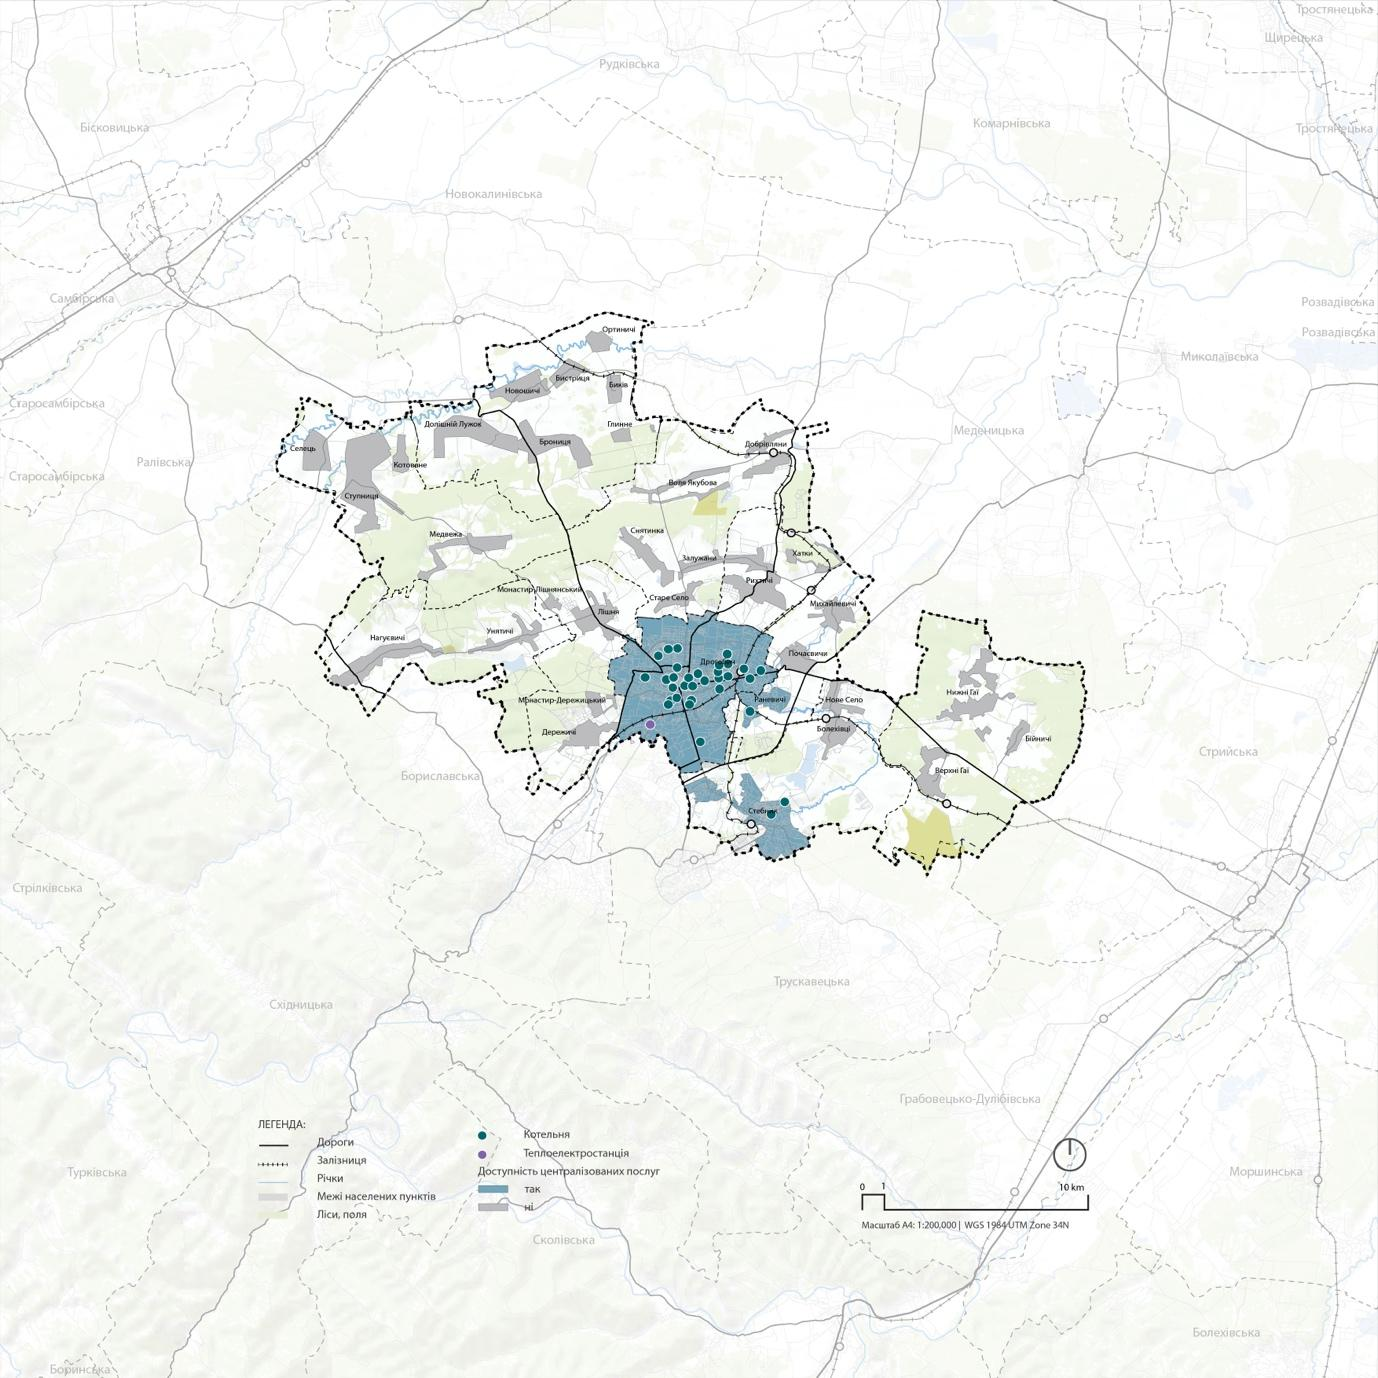 Тростянецька
Щирецька
Рудківська
Бісковицька
Комарнівська
Тростянецька
Новокалинівська
Самбірська
Розвадівська
Ортиничі
Розвадівська
Миколаївська
Бистриця
Биків
Новошичі
Старосамбірська
Долішній Лужок
Глинне
Меденицька
Селець
Брониця
Добрівляни
Ралівська
Котоване
Старосамбірська
Воля Якубова
Ступниця
Медвежа
Снятинка
Залужани
Хатки
Рихтичі
Монастир-Лішнянський
Старе Село
Михайлевичі
Лішня
Унятичі
Нагуєвичі
Почаєвичи
Дрогобич
Нижні Гаї
Монастир-Дережицький
Раневичі
Нове Село
Дережичі
Болехівці
Бійничі
Стрийська
Бориславська
Верхні Гаї
Стебник
Стрілківська
Трускавецька
Східницька
Грабовецько-Дулібівська
ЛЕГЕНДА:
Дороги
Залізниця
Річки
Межі населених пунктів
Ліси, поля
Котельня
Теплоелектростанція
Доступність централізованих послуг
так
ні
Турківська
Моршинська
0 1 10 km
Масштаб А4: 1:200,000 | WGS 1984 UTM Zone 34N
Сколівська
Болехівська
Боринська